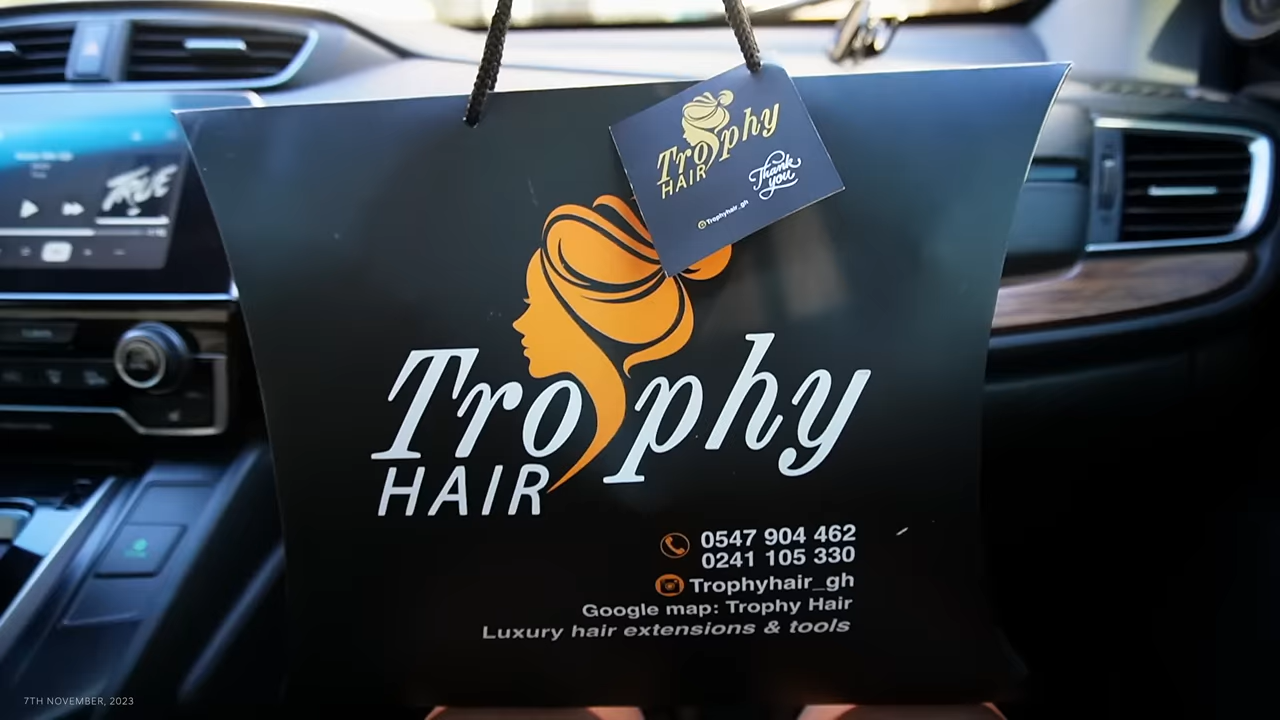 Trophy
HAIR
Thank
you
Trophyhair_gh
TRUE
Trophy
HAIR
0547 904 462
0241 105 330
Trophyhair_gh
Google map: Trophy Hair
Luxury hair extensions & tools
7TH NOVEMBER, 2023